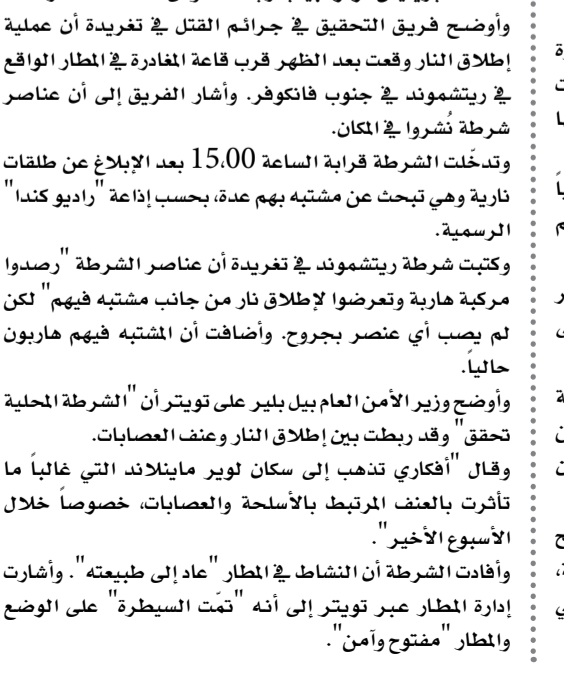 وأوضح فريق التحقيق في جرائم القتل في تغريدة أن عملية
إطلاق النار وقعت بعد الظهر قرب قاعة المغادرة في المطار الواقع
في ريتشموند في جنوب فانكوفر. وأشار الفريق إلى أن عناصر
شرطة نُشروا في المكان.
وتدخّلت الشرطة قرابة الساعة 15،00 بعد الإبلاغ عن طلقات
نارية وهي تبحث عن مشتبه بهم عدة، بحسب إذاعة "راديو كندا"
الرسمية.
وكتبت شرطة ريتشموند في تغريدة أن عناصر الشرطة "رصدوا
مركبة هاربة وتعرضوا لإطلاق نار من جانب مشتبه فيهم" لكن
لم يصب أي عنصر بجروح. وأضافت أن المشتبه فيهم هاربون
حالياً.
وأوضح وزير الأمن العام بيل بلير على تويتر أن "الشرطة المحلية
تحقق" وقد ربطت بين إطلاق النار وعنف العصابات.
وقال "أفكاري تذهب إلى سكان لوير ماينلاند التي غالباً ما
تأثرت بالعنف المرتبط بالأسلحة والعصابات، خصوصاً خلال
الأسبوع الأخير".
وأفادت الشرطة أن النشاط في المطار "عاد إلى طبيعته". وأشارت
إدارة المطار عبر تويتر إلى أنه "تمّت السيطرة" على الوضع
والمطار "مفتوح وآمن".